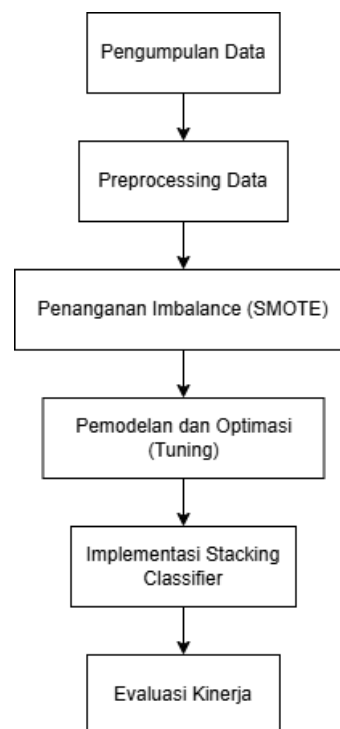 Pengumpulan Data
Preprocessing Data
Penanganan Imbalance (SMOTE)
Pemodelan dan Optimasi
(Tuning)
Implementasi Stacking
Classifier
Evaluasi Kinerja